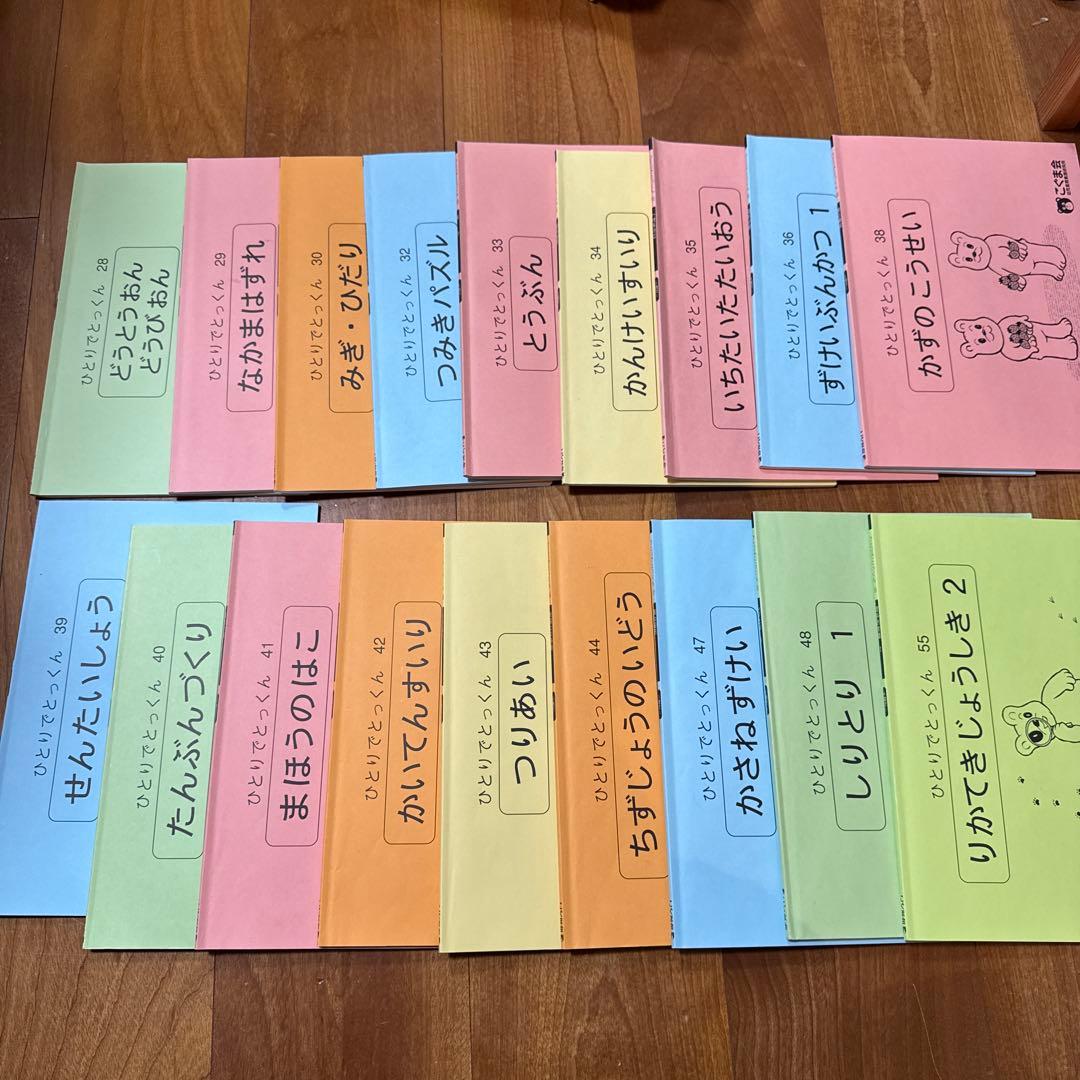 ひとりでとっくん 28
どうとうおん
どうびおん
ひとりでとっくん 29
なかまはずれ
ひとりでとっくん 30
みぎ・ひだり
ひとりでとっくん 32
つみきパズル
ひとりでとっくん 33
とうぶん
ひとりでとっくん 34
かんけいすいり
ひとりでとっくん 35
いちたいたたいおう
ひとりでとっくん 36
ずけいぶんかつ 1
ひとりでとっくん 38
かずのこうせい
こぐま会
ひとりでとっくん 39
せんたいしょう
ひとりでとっくん 40
たんぶんづくり
ひとりでとっくん 41
まほうのはこ
ひとりでとっくん 42
かいてんすいり
ひとりでとっくん 43
つりあい
ひとりでとっくん 44
ちずじょうのいどう
ひとりでとっくん 47
かさねずけい
ひとりでとっくん 48
しりとり 1
ひとりでとっくん 55
りかてきじょうしき 2